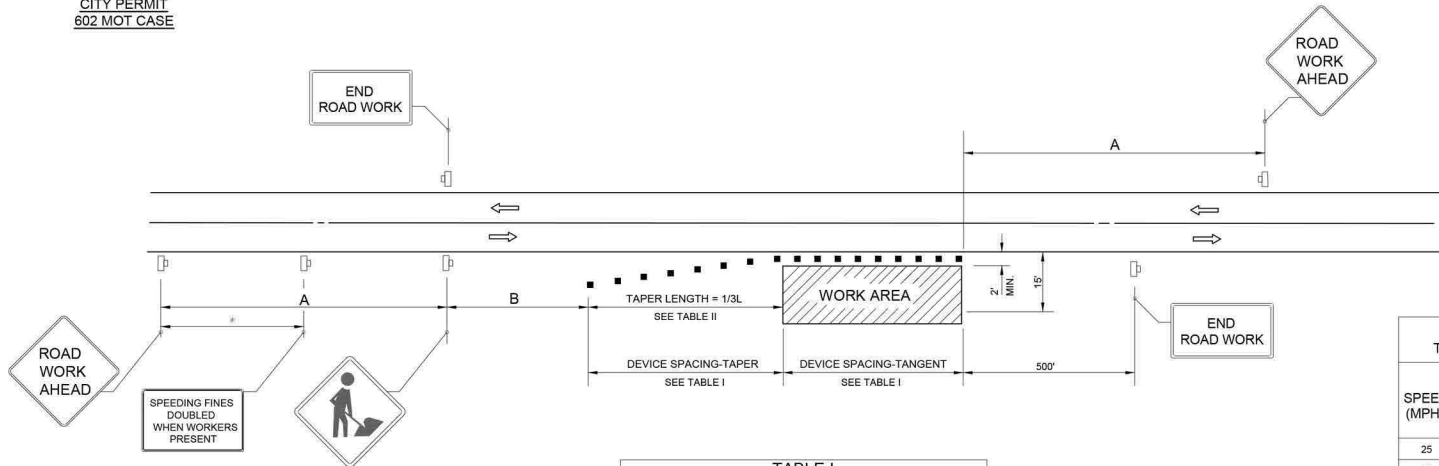 CITY PERMIT
602 MOT CASE
END
ROAD WORK
ROAD
WORK
AHEAD
A
A
B
TAPER LENGTH = 1/3L
SEE TABLE II
WORK AREA
2'
MIN.
15'
*
ROAD
WORK
AHEAD
SPEEDING FINES
DOUBLED
WHEN WORKERS
PRESENT
DEVICE SPACING-TAPER
SEE TABLE I
DEVICE SPACING-TANGENT
SEE TABLE I
500'
END
ROAD WORK
TABLE I
T
SPEE
(MPH
25